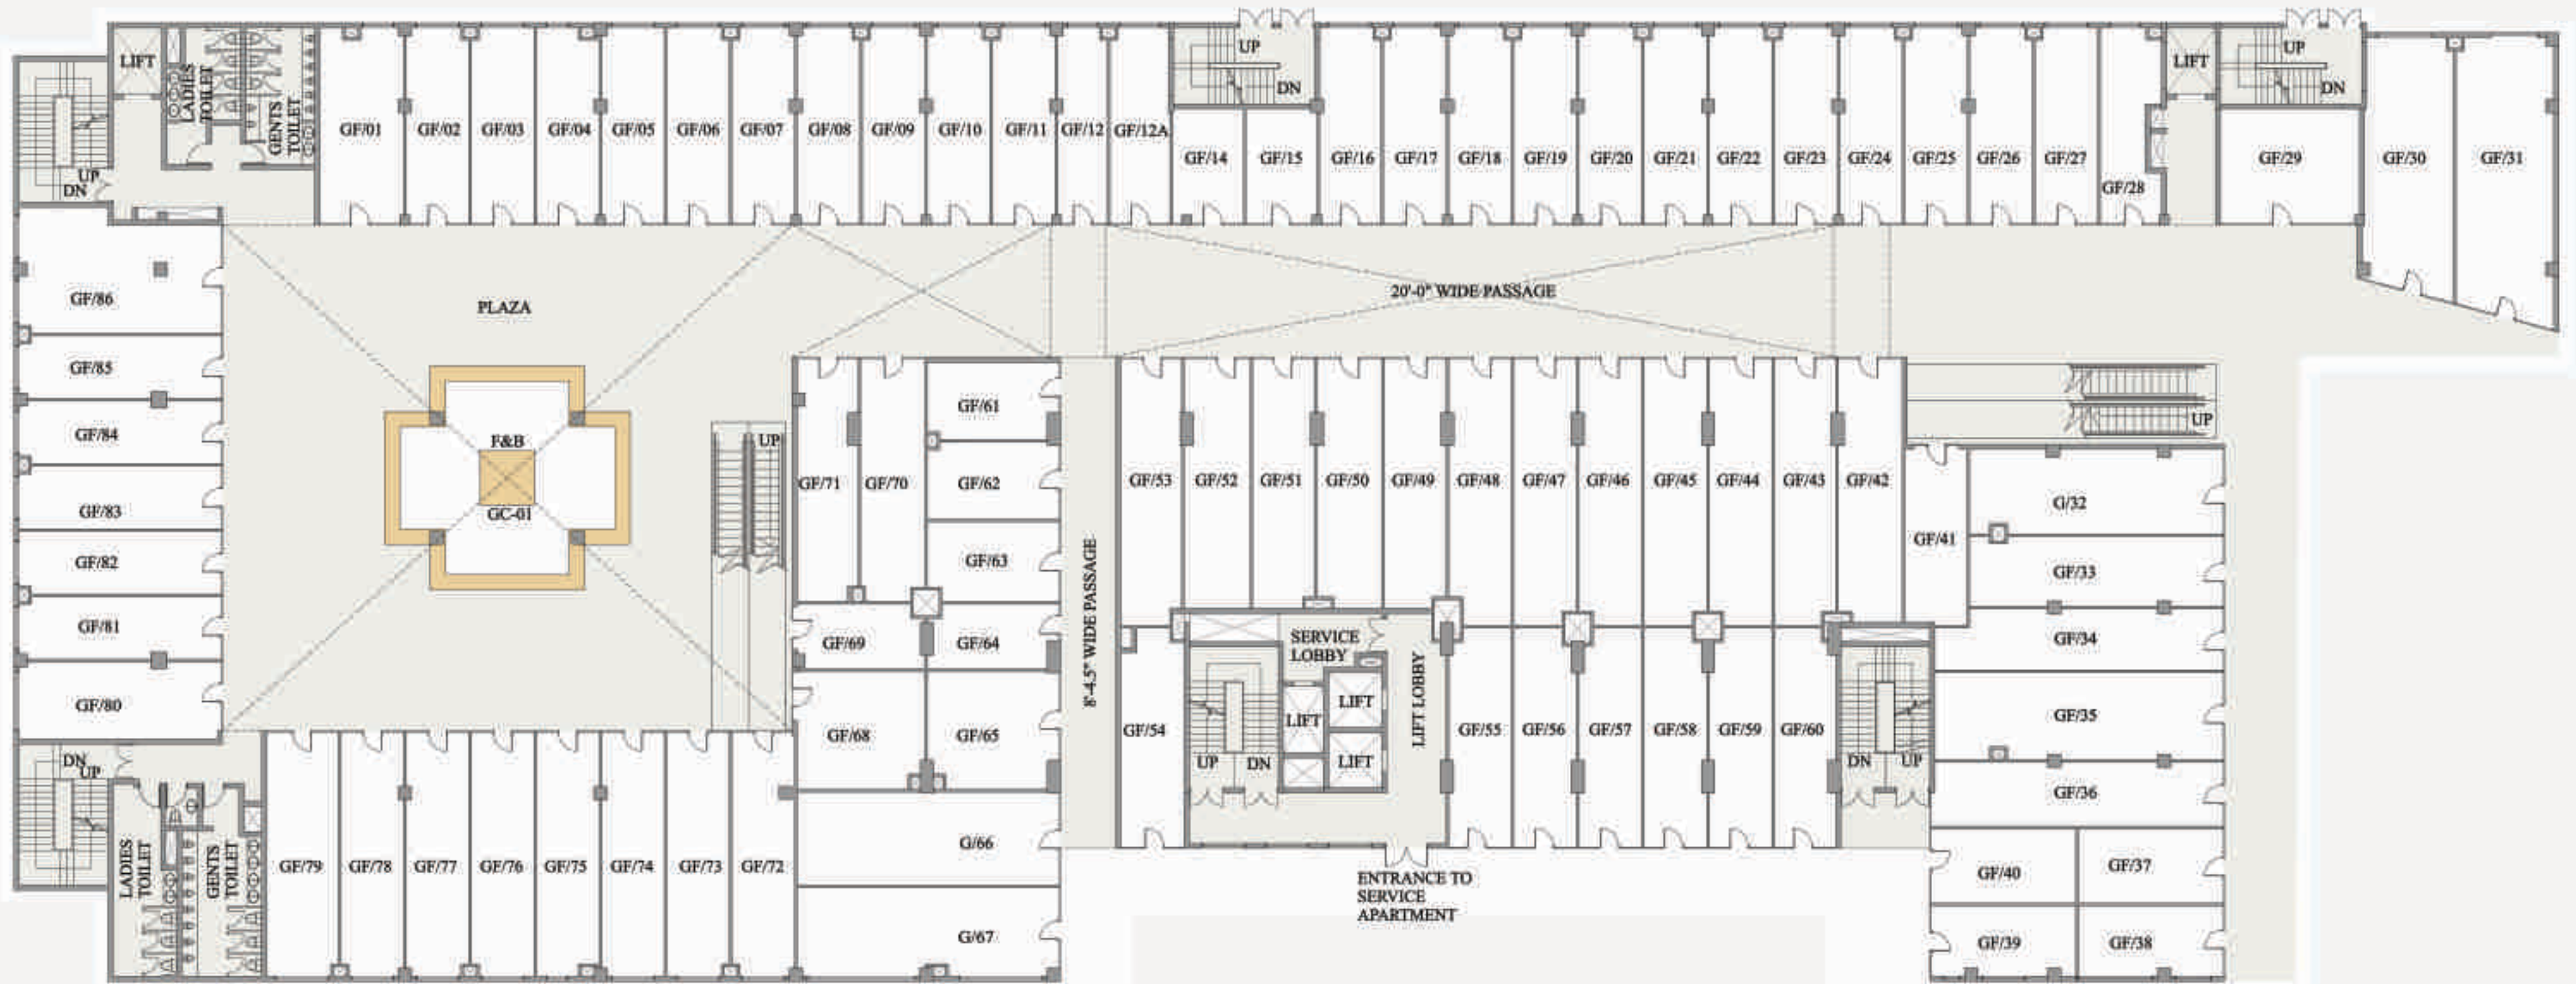 LIFT
LADIES
TOILET
GENTS
TOILET
UP
DN
GF/01
GF/02
GF/03
GF/04
GF/05
GF/06
GF/07
GF/08
GF/09
GF/10
GF/11
GF/12
GF/12A
UP
DN
GF/14
GF/15
GF/16
GF/17
GF/18
GF/19
GF/20
GF/21
GF/22
GF/23
GF/24
GF/25
GF/26
GF/27
GF/28
LIFT
UP
DN
GF/29
GF/30
GF/31
PLAZA
20'-0" WIDE PASSAGE
GF/86
GF/85
GF/84
GF/83
GF/82
GF/81
GF/80
F&B
GC-01
UP
GF/71
GF/70
GF/61
GF/62
GF/63
GF/69
GF/64
GF/68
GF/65
G/66
G/67
8'-4.5" WIDE PASSAGE
GF/53
GF/52
GF/51
GF/50
GF/49
GF/48
GF/47
GF/46
GF/45
GF/44
GF/43
GF/42
UP
GF/41
G/32
GF/33
GF/34
GF/35
GF/36
GF/40
GF/37
GF/39
GF/38
GF/54
SERVICE
LOBBY
LIFT
LIFT
LIFT
LIFT LOBBY
UP
DN
GF/55
GF/56
GF/57
GF/58
GF/59
GF/60
DN
UP
ENTRANCE TO
SERVICE
APARTMENT
DN
UP
LADIES
TOILET
GENTS
TOILET
GF/79
GF/78
GF/77
GF/76
GF/75
GF/74
GF/73
GF/72